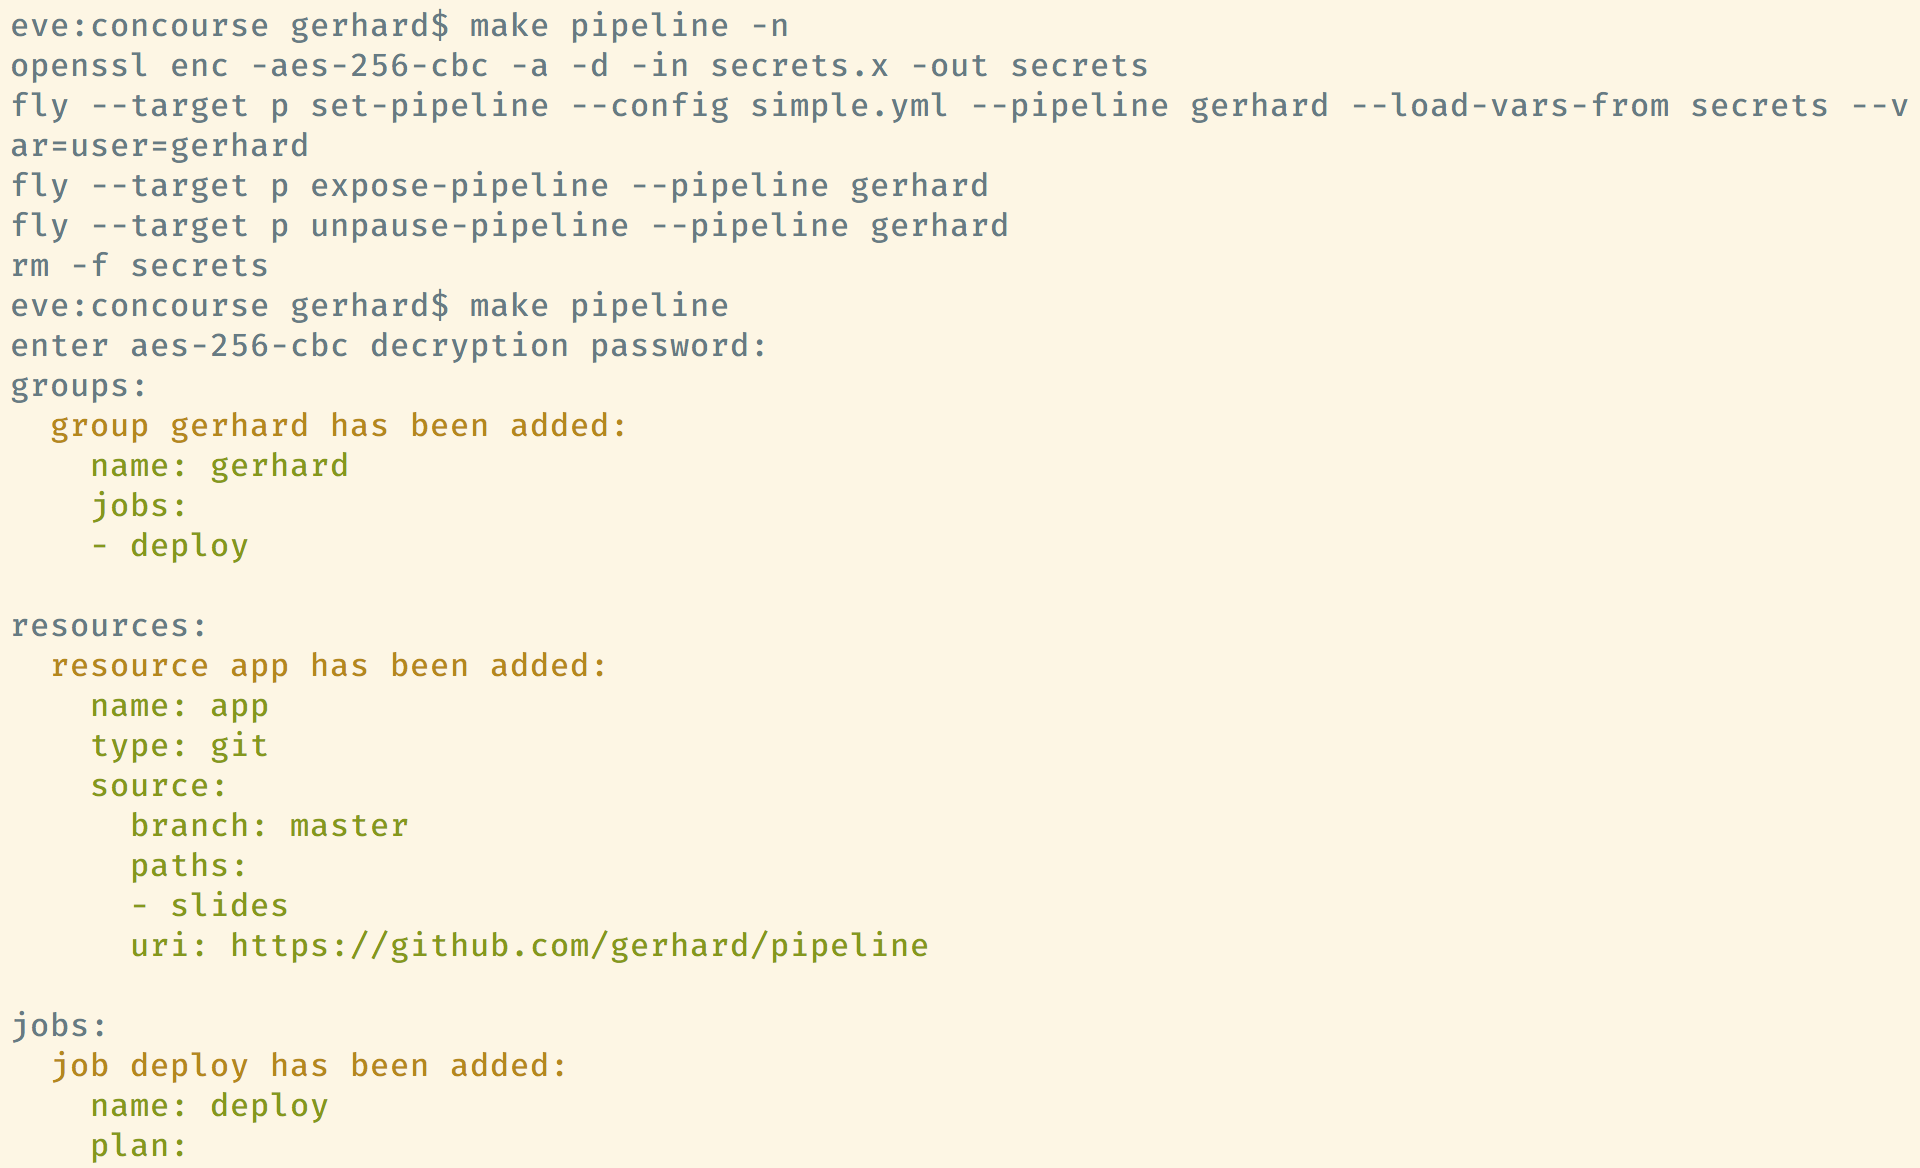 eve:concourse gerhard$ make pipeline -n
openssl enc -aes-256-cbc -a -d -in secrets.x -out secrets
fly --target p set-pipeline --config simple.yml --pipeline gerhard --load-vars-from secrets --v
ar=user=gerhard
fly --target p expose-pipeline --pipeline gerhard
fly --target p unpause-pipeline --pipeline gerhard
rm -f secrets
eve:concourse gerhard$ make pipeline
enter aes-256-cbc decryption password:
groups:
  group gerhard has been added:
    name: gerhard
    jobs:
    - deploy

resources:
  resource app has been added:
    name: app
    type: git
    source:
      branch: master
      paths:
      - slides
      uri: https://github.com/gerhard/pipeline

jobs:
  job deploy has been added:
    name: deploy
    plan: